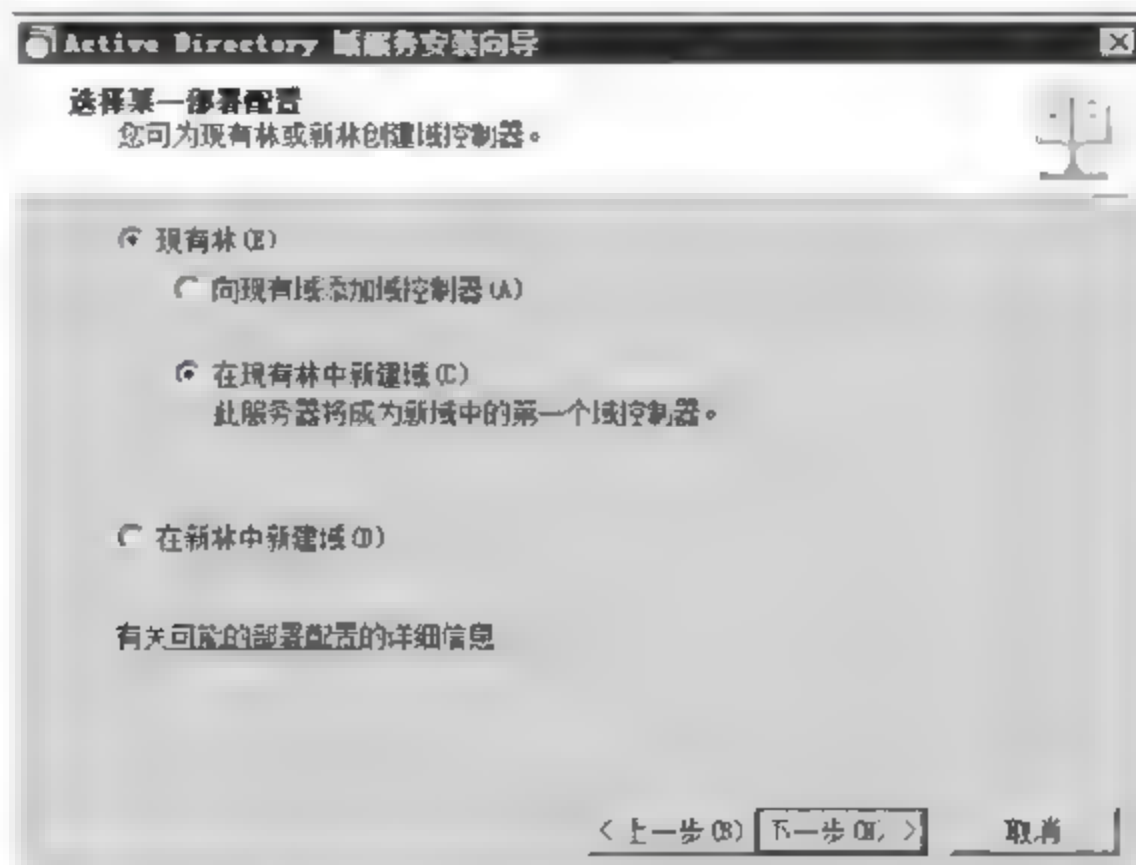 Active Directory 域服务安装向导
选择某一部署配置
您可为现有林或新林创建域控制器。
现有林(E)
向现有域添加域控制器(A)
在现有林中新建域(C)
此服务器将成为新域中的第一个域控制器。
在新林中新建域(D)
有关可能的部署配置的详细信息
< 上一步(B)
下一步(N) >
取消